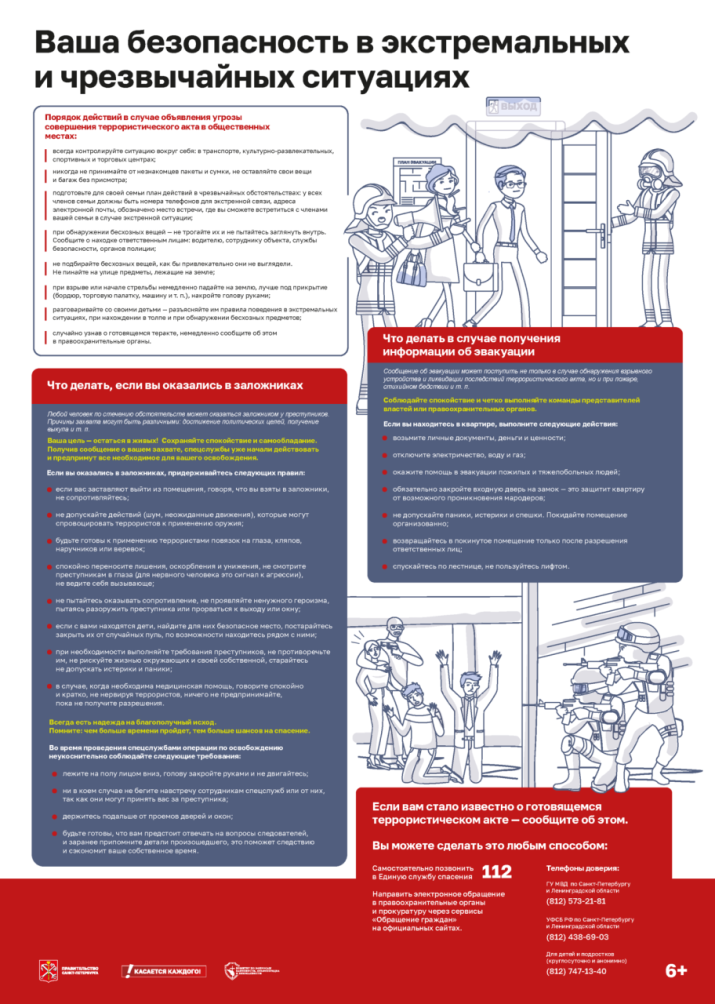 Ваша безопасность в экстремальных
и чрезвычайных ситуациях
Порядок действий в случае объявления угрозы
совершения террористического акта в общественных
местах:
всегда контролируйте ситуацию вокруг себя: в транспорте, культурно-развлекательных,
спортивных и торговых центрах;
никогда не принимайте от незнакомцев пакеты и сумки, не оставляйте свои вещи
и багаж без присмотра;
подготовьте для своей семьи план действий в чрезвычайных обстоятельствах: у всех
членов семьи должны быть номера телефонов для экстренной связи, адреса
электронной почты, обозначено место встречи, где вы сможете встретиться с членами
вашей семьи в случае экстренной ситуации;
при обнаружении бесхозных вещей — не трогайте их и не пытайтесь заглянуть внутрь.
Сообщите о находке ответственным лицам: водителю, сотруднику объекта, службы
безопасности, органов полиции;
не подбирайте бесхозных вещей, как бы привлекательно они не выглядели.
Не пинайте на улице предметы, лежащие на земле;
при взрыве или начале стрельбы немедленно падайте на землю, лучше под прикрытие
(бордюр, торговую палатку, машину и т. п.), накройте голову руками;
разговаривайте со своими детьми — разъясняйте им правила поведения в экстремальных
ситуациях, при нахождении в толпе и при обнаружении бесхозных предметов;
случайно узнав о готовящемся теракте, немедленно сообщите об этом
в правоохранительные органы.
ВЫХОД
ПЛАН ЭВАКУАЦИИ
Что делать в случае получения
информации об эвакуации
Сообщение об эвакуации может поступить не только в случае обнаружения взрывного
устройства и ликвидации последствий террористического акта, но и при пожаре,
стихийном бедствии и т. п.
Соблюдайте спокойствие и четко выполняйте команды представителей
властей или правоохранительных органов.
Если вы находитесь в квартире, выполните следующие действия:
возьмите личные документы, деньги и ценности;
отключите электричество, воду и газ;
окажите помощь в эвакуации пожилых и тяжелобольных людей;
обязательно закройте входную дверь на замок — это защитит квартиру
от возможного проникновения мародеров;
не допускайте паники, истерики и спешки. Покидайте помещение
организованно;
возвращайтесь в покинутое помещение только после разрешения
ответственных лиц;
спускайтесь по лестнице, не пользуйтесь лифтом.
Что делать, если вы оказались в заложниках
Любой человек по стечению обстоятельств может оказаться заложником у преступников.
Причины захвата могут быть различными: достижение политических целей, получение
выкупа и т. п.
Ваша цель — остаться в живых! Сохраняйте спокойствие и самообладание.
Получив сообщение о вашем захвате, спецслужбы уже начали действовать
и предпримут все необходимое для вашего освобождения.
Если вы оказались в заложниках, придерживайтесь следующих правил:
если вас заставляют выйти из помещения, говоря, что вы взяты в заложники,
не сопротивляйтесь;
не допускайте действий (шум, неожиданные движения), которые могут
спровоцировать террористов к применению оружия;
будьте готовы к применению террористами повязок на глаза, кляпов,
наручников или веревок;
спокойно переносите лишения, оскорбления и унижения, не смотрите
преступникам в глаза (для нервного человека это сигнал к агрессии),
не ведите себя вызывающе;
не пытайтесь оказывать сопротивление, не проявляйте ненужного героизма,
пытаясь разоружить преступника или прорваться к выходу или окну;
если с вами находятся дети, найдите для них безопасное место, постарайтесь
закрыть их от случайных пуль, по возможности находитесь рядом с ними;
при необходимости выполняйте требования преступников, не противоречьте
им, не рискуйте жизнью окружающих и своей собственной, старайтесь
не допускать истерики и паники;
в случае, когда необходима медицинская помощь, говорите спокойно
и кратко, не нервируя террористов, ничего не предпринимайте,
пока не получите разрешения.
Всегда есть надежда на благополучный исход.
Помните: чем больше времени пройдет, тем больше шансов на спасение.
Во время проведения спецслужбами операции по освобождению
неукоснительно соблюдайте следующие требования:
лежите на полу лицом вниз, голову закройте руками и не двигайтесь;
ни в коем случае не бегите навстречу сотрудникам спецслужб или от них,
так как они могут принять вас за преступника;
держитесь подальше от проемов дверей и окон;
будьте готовы, что вам предстоит отвечать на вопросы следователей,
и заранее припомните детали произошедшего, это поможет следствию
и сэкономит ваше собственное время.
Если вам стало известно о готовящемся
террористическом акте — сообщите об этом.
Вы можете сделать это любым способом:
Самостоятельно позвонить
в Единую службу спасения 112
Направить электронное обращение
в правоохранительные органы
и прокуратуру через сервисы
«Обращение граждан»
на официальных сайтах.
Телефоны доверия:
ГУ МВД по Санкт-Петербургу
и Ленинградской области
(812) 573-21-81
УФСБ РФ по Санкт-Петербургу
и Ленинградской области
(812) 438-69-03
Для детей и подростков
(круглосуточно и анонимно)
(812) 747-13-40
ПРАВИТЕЛЬСТВО
САНКТ-ПЕТЕРБУРГА
! КАСАЕТСЯ КАЖДОГО!
6+